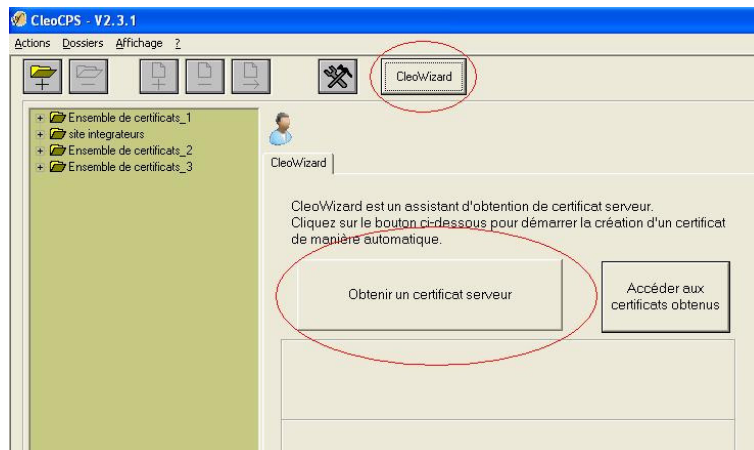 CleoCPS - V2.3.1
Actions Dossiers Affichage ?
CleoWizard
Ensemble de certificats_1
site integrateurs
Ensemble de certificats_2
Ensemble de certificats_3
CleoWizard
CleoWizard est un assistant d'obtention de certificat serveur.
Cliquez sur le bouton ci-dessous pour démarrer la création d'un certificat
de manière automatique.
Obtenir un certificat serveur
Accéder aux
certificats obtenus